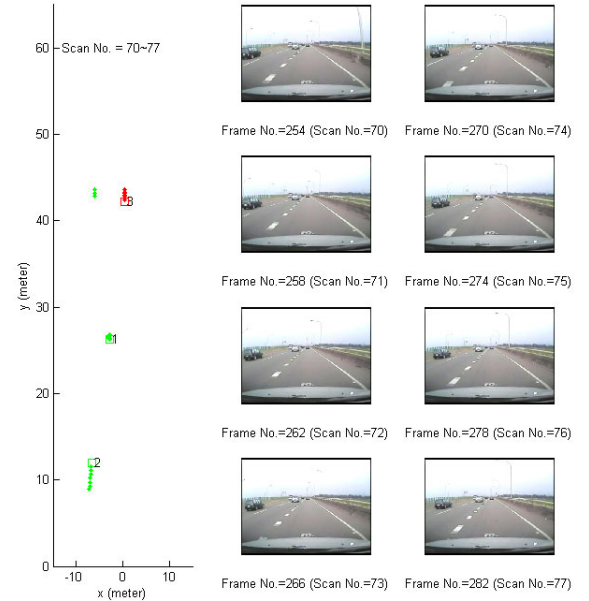 60
Scan No. = 70~77
50
40
3
30
1
20
2
10
0
-10 0 10
x (meter)
y (meter)
Frame No.=254 (Scan No.=70)
Frame No.=270 (Scan No.=74)
Frame No.=258 (Scan No.=71)
Frame No.=274 (Scan No.=75)
Frame No.=262 (Scan No.=72)
Frame No.=278 (Scan No.=76)
Frame No.=266 (Scan No.=73)
Frame No.=282 (Scan No.=77)